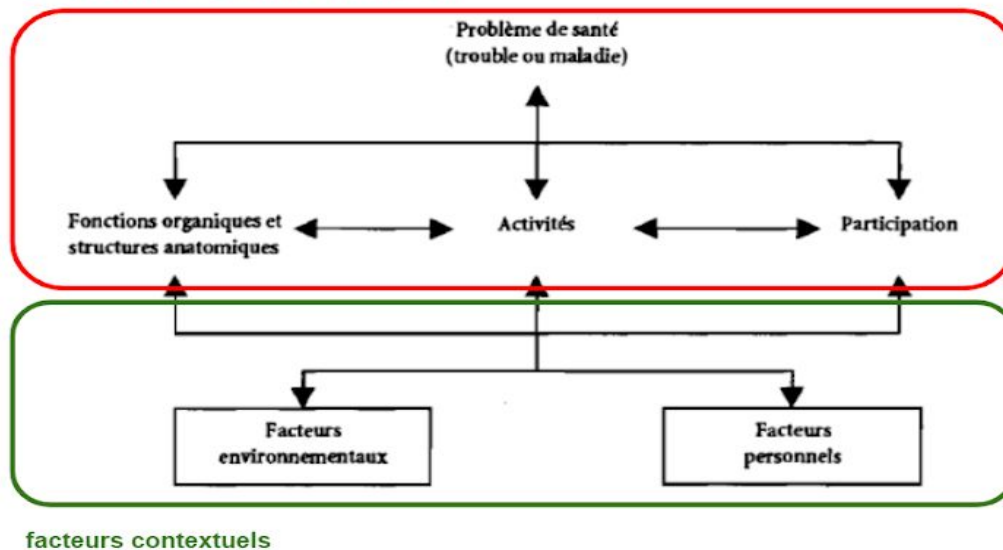 Problème de santé
(trouble ou maladie)
Fonctions organiques et
structures anatomiques
Activités
Participation
Facteurs
environnementaux
Facteurs
personnels
facteurs contextuels